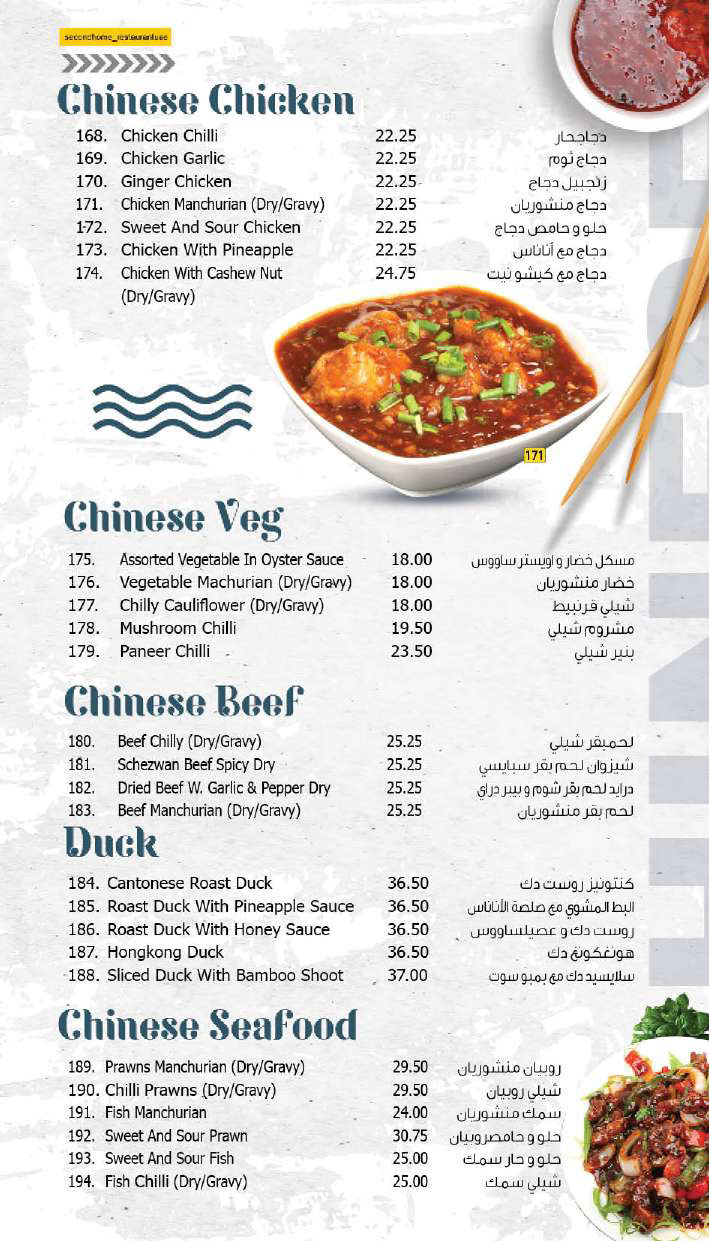 secondhome_restaurantuae
Chinese Chicken
168. Chicken Chilli 22.25 دجاجحار
169. Chicken Garlic 22.25 دجاج ثوم
170. Ginger Chicken 22.25 زنجبيل دجاج
171. Chicken Manchurian (Dry/Gravy) 22.25 دجاج منشوريان
172. Sweet And Sour Chicken 22.25 حلو و حامض دجاج
173. Chicken With Pineapple 22.25 دجاج مع أناناس
174. Chicken With Cashew Nut 24.75 دجاج مع كيشو نيت
(Dry/Gravy)
171
Chinese Veg
175. Assorted Vegetable In Oyster Sauce 18.00 مسكل خضار و اويستر ساووس
176. Vegetable Machurian (Dry/Gravy) 18.00 خضار منشوريان
177. Chilly Cauliflower (Dry/Gravy) 18.00 شيلي قرنبيط
178. Mushroom Chilli 19.50 مشروم شيلي
179. Paneer Chilli 23.50 بنير شيلي
Chinese Beef
180. Beef Chilly (Dry/Gravy) 25.25 لحمبقر شيلي
181. Schezwan Beef Spicy Dry 25.25 شيزوان لحم بقر سبايسي
182. Dried Beef W. Garlic & Pepper Dry 25.25 درايد لحم بقر شوم و بيبر دراي
183. Beef Manchurian (Dry/Gravy) 25.25 لحم بقر منشوريان
Duck
184. Cantonese Roast Duck 36.50 كنتونيز روست دك
185. Roast Duck With Pineapple Sauce 36.50 البط المشوي مع صلصة الأناناس
186. Roast Duck With Honey Sauce 36.50 روست دك و عصيلساووس
187. Hongkong Duck 36.50 هونغكونغ دك
188. Sliced Duck With Bamboo Shoot 37.00 سلايسيد دك مع بمبو سوت
Chinese Seafood
189. Prawns Manchurian (Dry/Gravy) 29.50 روبيان منشوريان
190. Chilli Prawns (Dry/Gravy) 29.50 شيلي روبيان
191. Fish Manchurian 24.00 سمك منشوريان
192. Sweet And Sour Prawn 30.75 حلو و حامصروبيان
193. Sweet And Sour Fish 25.00 حلو و حار سمك
194. Fish Chilli (Dry/Gravy) 25.00 شيلي سمك